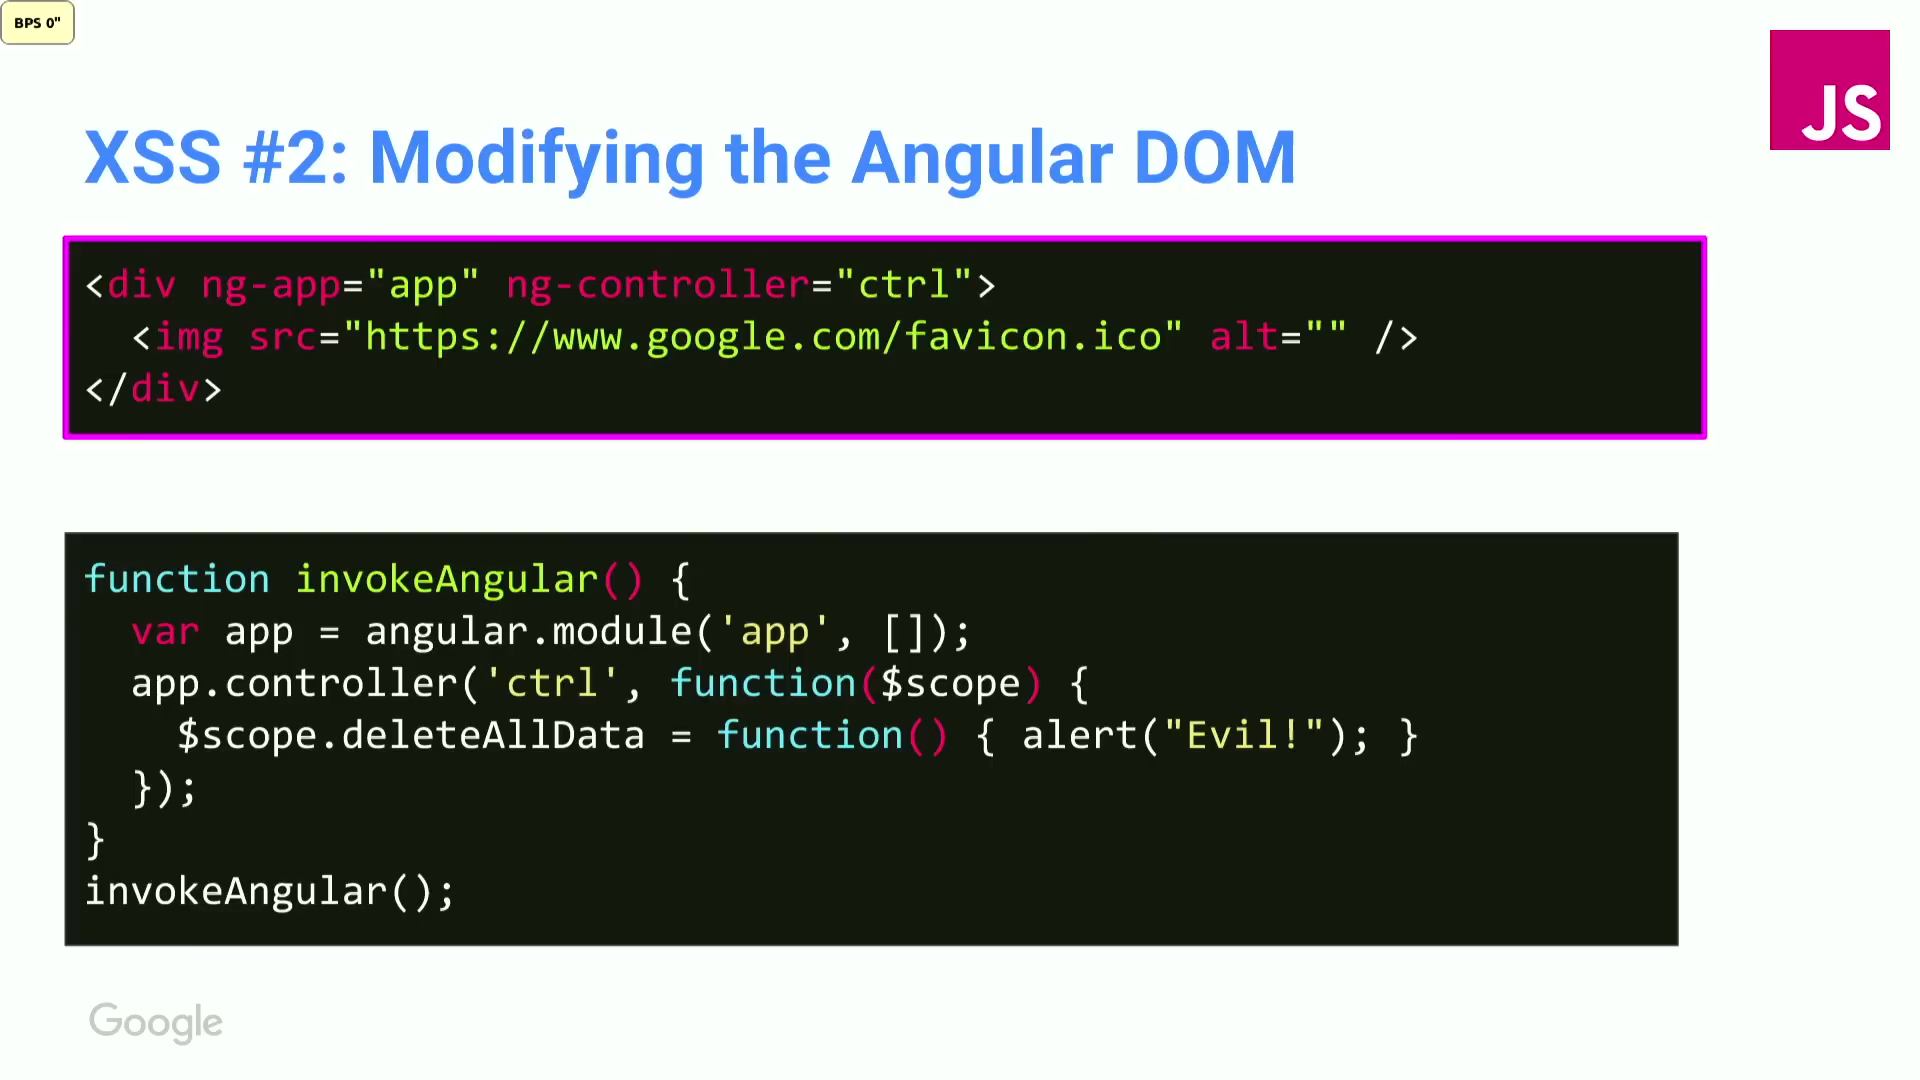 BPS 0"
JS
XSS #2: Modifying the Angular DOM
<div ng-app="app" ng-controller="ctrl">
  <img src="https://www.google.com/favicon.ico" alt="" />
</div>
function invokeAngular() {
  var app = angular.module('app', []);
  app.controller('ctrl', function($scope) {
    $scope.deleteAllData = function() { alert("Evil!"); }
  });
}
invokeAngular();
Google